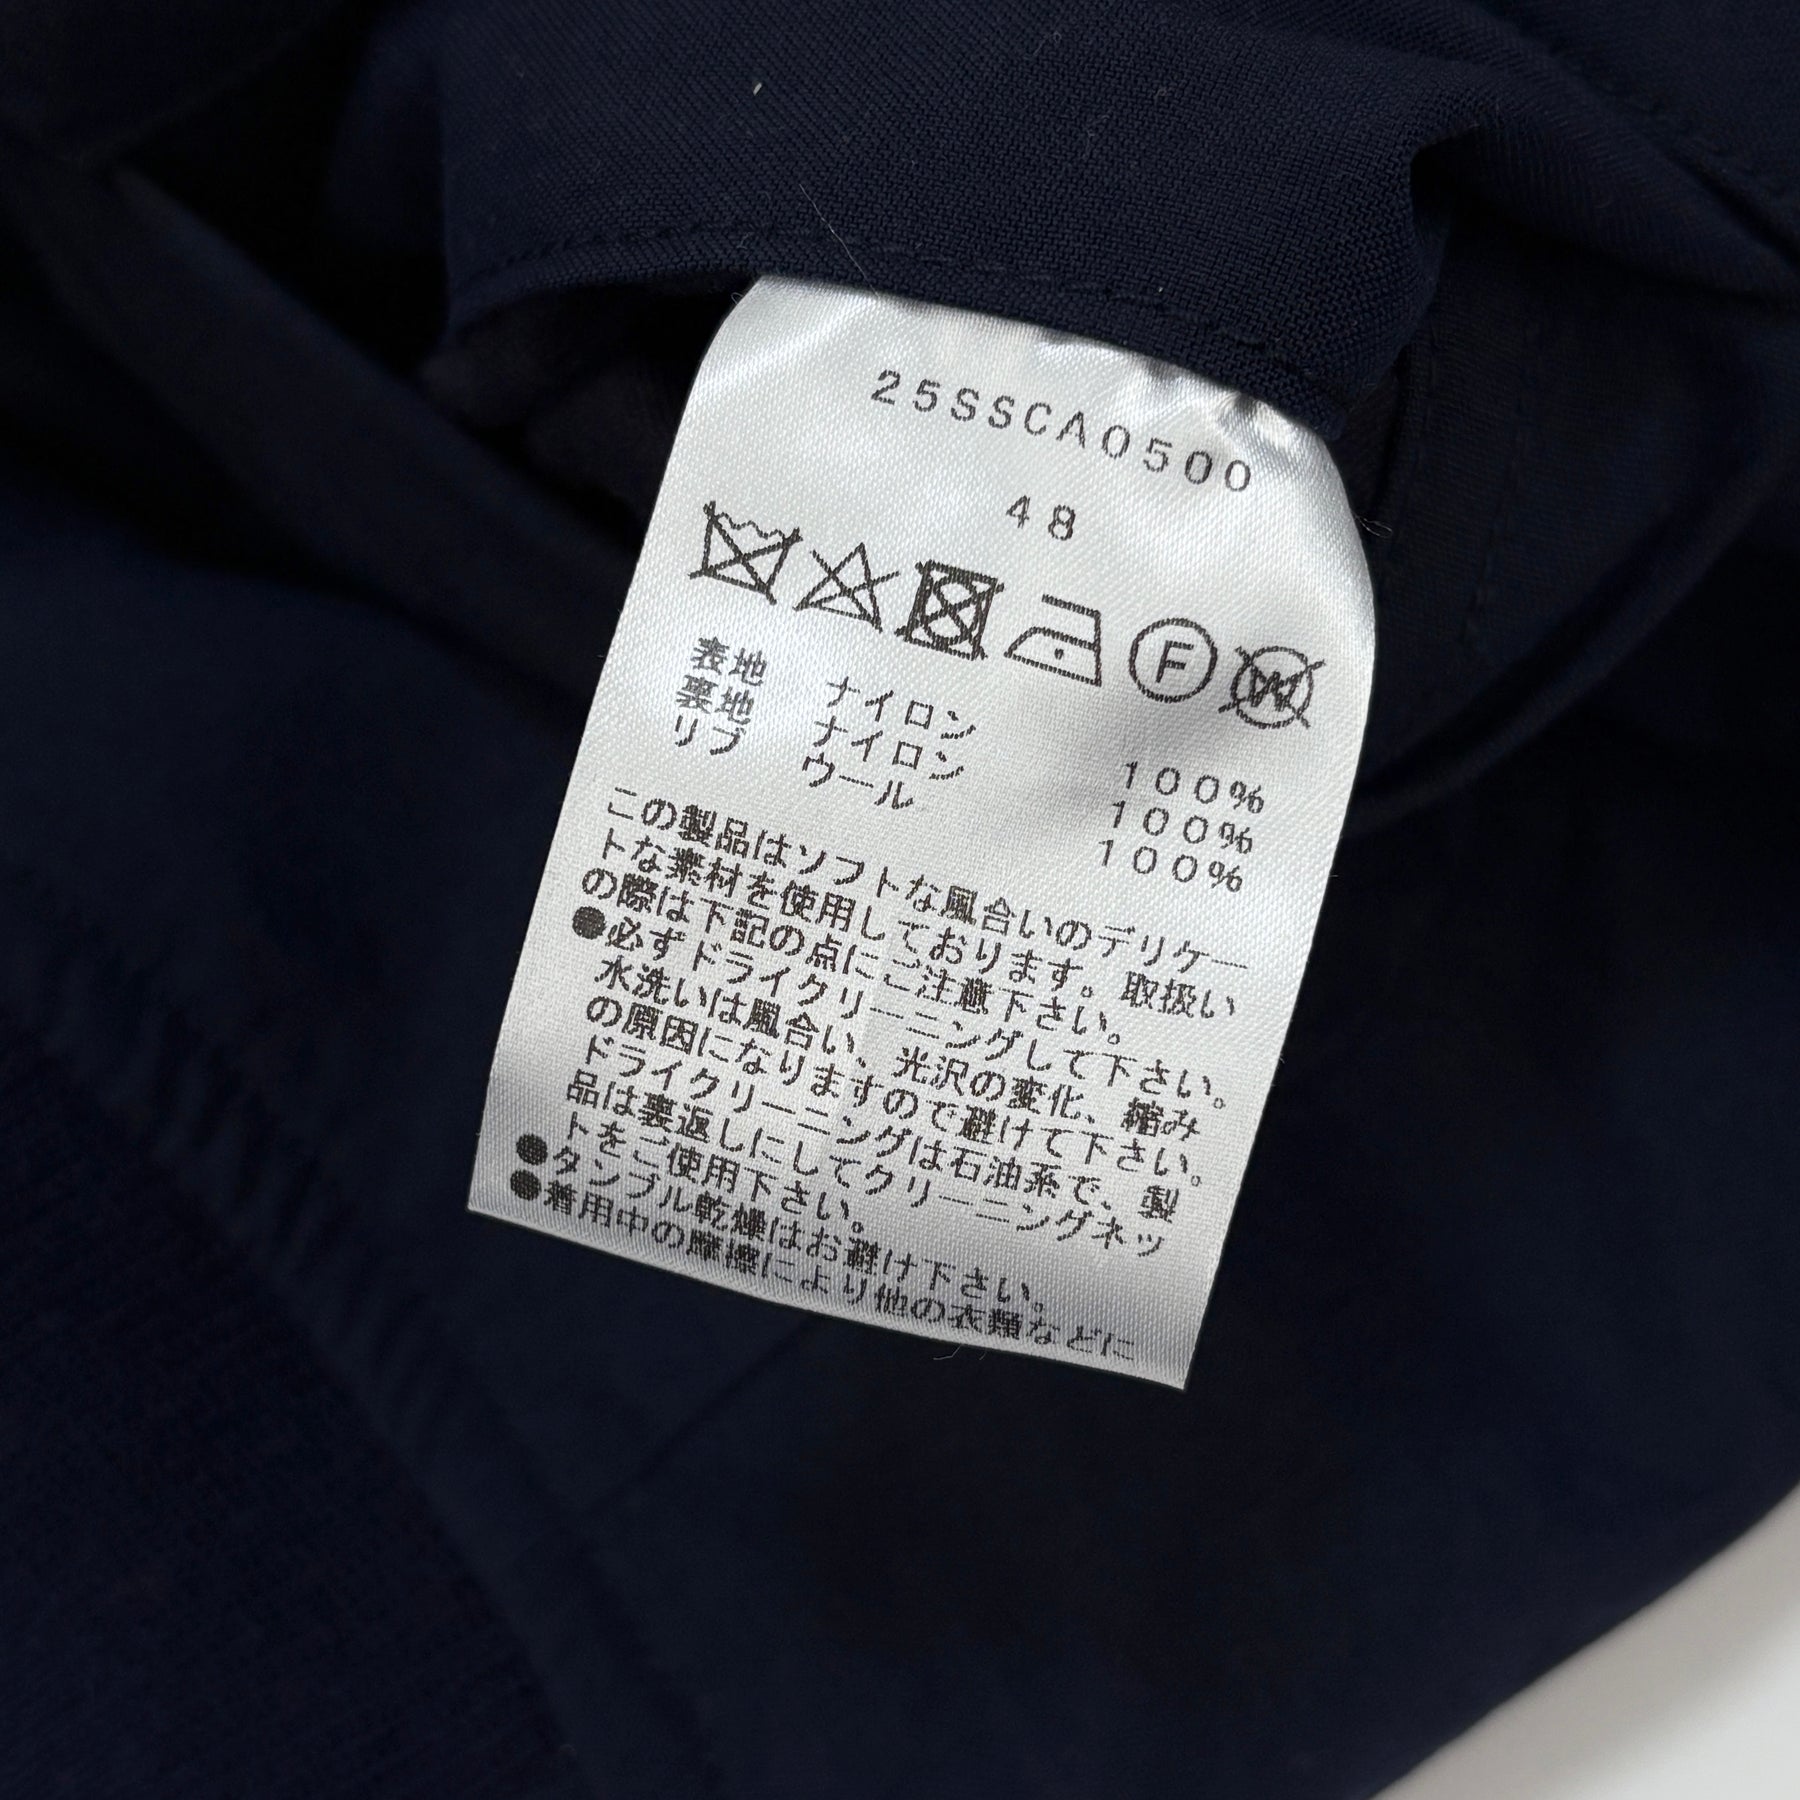 25SSCA0500
48
F W
表地 ナイロン 100%
裏地 ナイロン 100%
リブ ウール 100%
この製品はソフトな風合いのデリケー
トな素材を使用しております。取扱い
の際は下記の点にご注意下さい。
●必ずドライクリーニングして下さい。
水洗いは風合い、光沢の変化、縮み
の原因になりますので避けて下さい。
ドライクリーニングは石油系で、製
品は裏返しにしてクリーニングネッ
トをご使用下さい。
●タンブル乾燥はお避け下さい。
●着用中の摩擦により他の衣類などに